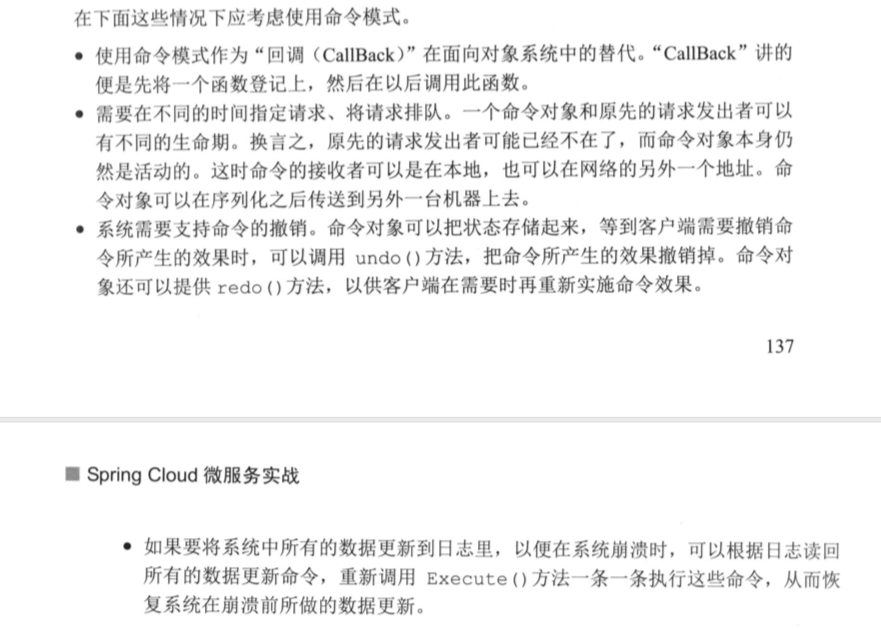 在下面这些情况下应考虑使用命令模式。
• 使用命令模式作为“回调（CallBack）”在面向对象系统中的替代。“CallBack”讲的
便是先将一个函数登记上，然后在以后调用此函数。
• 需要在不同的时间指定请求、将请求排队。一个命令对象和原先的请求发出者可以
有不同的生命期。换言之，原先的请求发出者可能已经不在了，而命令对象本身仍
然是活动的。这时命令的接收者可以是在本地，也可以在网络的另外一个地址。命
令对象可以在序列化之后传送到另外一台机器上去。
• 系统需要支持命令的撤销。命令对象可以把状态存储起来，等到客户端需要撤销命
令所产生的效果时，可以调用 undo()方法，把命令所产生的效果撤销掉。命令对
象还可以提供 redo()方法，以供客户端在需要时再重新实施命令效果。
137
■ Spring Cloud 微服务实战
• 如果要将系统中所有的数据更新到日志里，以便在系统崩溃时，可以根据日志读回
所有的数据更新命令，重新调用 Execute()方法一条一条执行这些命令，从而恢
复系统在崩溃前所做的数据更新。